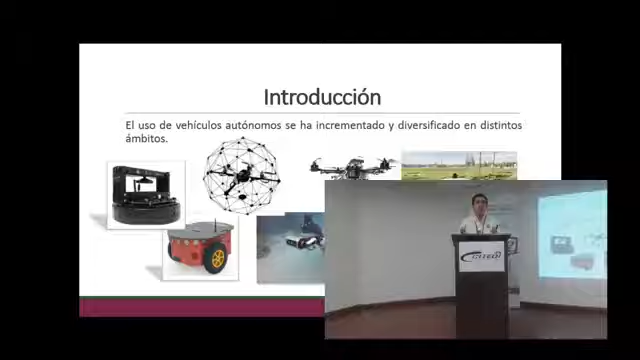 Introducción
El uso de vehículos autónomos se ha incrementado y diversificado en distintos
ámbitos.